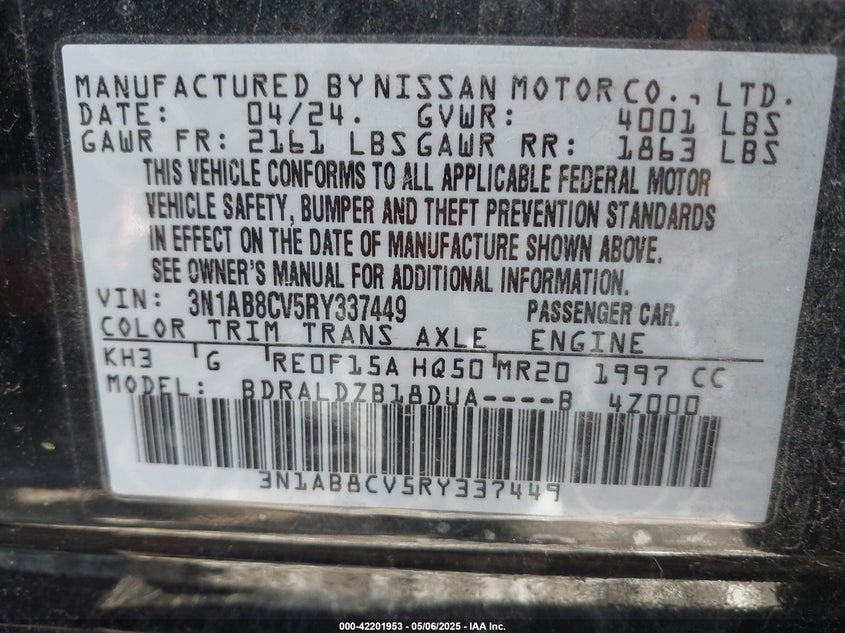 MANUFACTURED BY NISSAN MOTOR CO., LTD.
DATE: 04/24. GVWR: 4001 LBS
GAWR FR: 2161 LBS GAWR RR: 1863 LBS
THIS VEHICLE CONFORMS TO ALL APPLICABLE FEDERAL MOTOR
VEHICLE SAFETY, BUMPER AND THEFT PREVENTION STANDARDS
IN EFFECT ON THE DATE OF MANUFACTURE SHOWN ABOVE.
SEE OWNER'S MANUAL FOR ADDITIONAL INFORMATION.
VIN: 3N1AB8CV5RY337449 PASSENGER CAR.
COLOR TRIM TRANS AXLE ENGINE
KH3 G RE0F15A HQ50 MR20 1997 CC
MODEL: BDRALDZB18DUA----B 4Z000
3N1AB8CV5RY337449
000-42201953 - 05/06/2025 - IAA Inc.